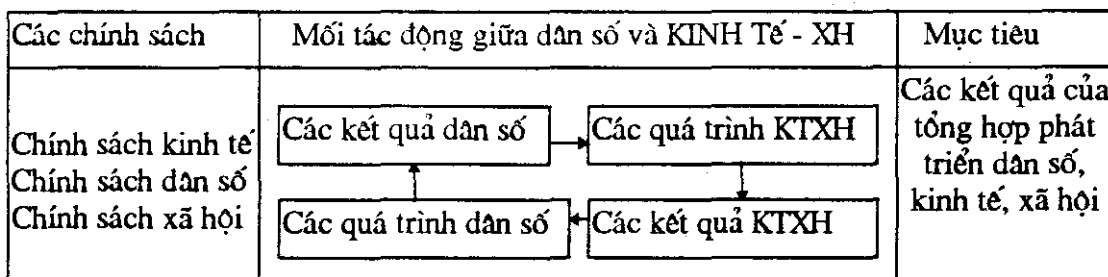 Các chính sách
Mối tác động giữa dân số và KINH Tế - XH
Mục tiêu
Chính sách kinh tế
Chính sách dân số
Chính sách xã hội
Các kết quả dân số
Các quá trình KTXH
Các quá trình dân số
Các kết quả KTXH
Các kết quả của
tổng hợp phát
triển dân số,
kinh tế, xã hội